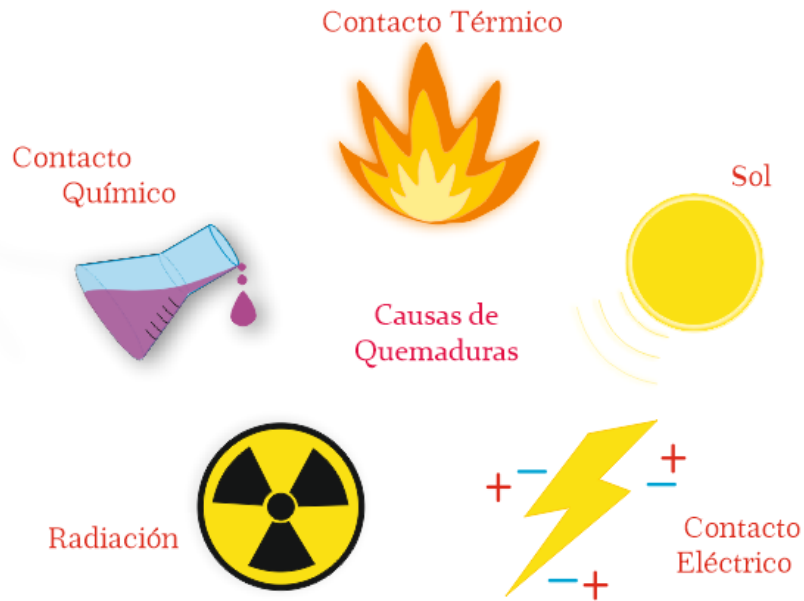 Contacto Térmico
Contacto
Químico
Sol
Causas de
Quemaduras
Radiación
Contacto
Eléctrico